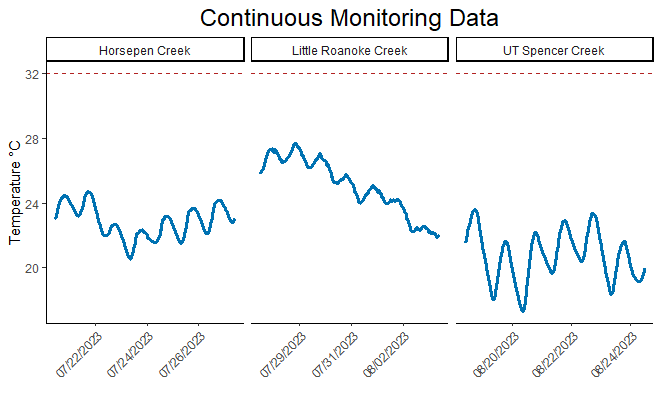 Continuous Monitoring Data
Horsepen Creek
Little Roanoke Creek
UT Spencer Creek
Temperature °C
32
28
24
20
07/22/2023
07/24/2023
07/26/2023
07/29/2023
07/31/2023
08/02/2023
08/20/2023
08/22/2023
08/24/2023